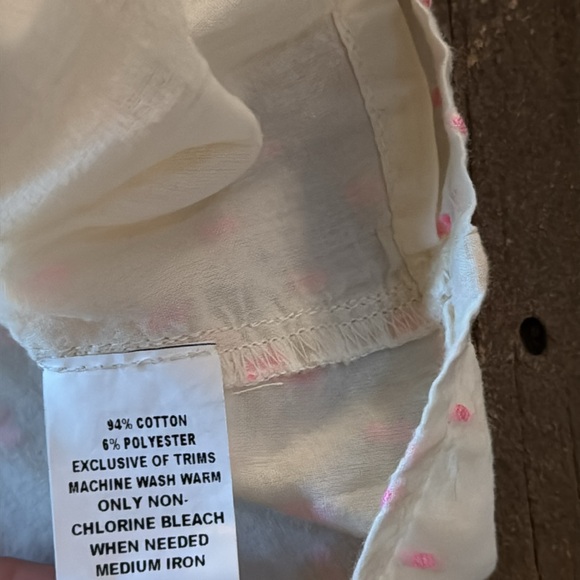 94% COTTON
6% POLYESTER
EXCLUSIVE OF TRIMS
MACHINE WASH WARM
ONLY NON-
CHLORINE BLEACH
WHEN NEEDED
MEDIUM IRON